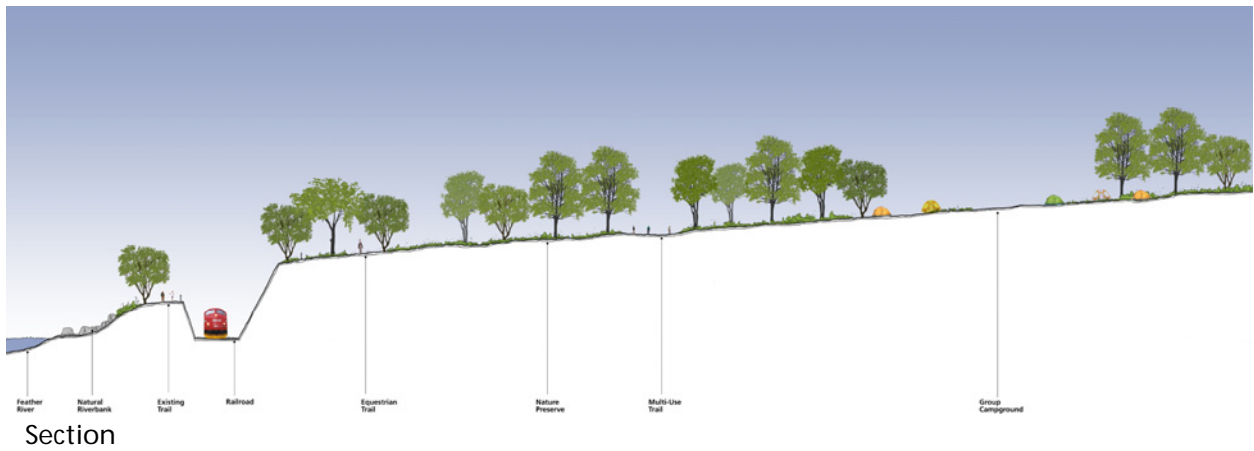 Feather
River
Natural
Riverbank
Existing
Trail
Railroad
Equestrian
Trail
Nature
Preserve
Multi-Use
Trail
Group
Campground
Section